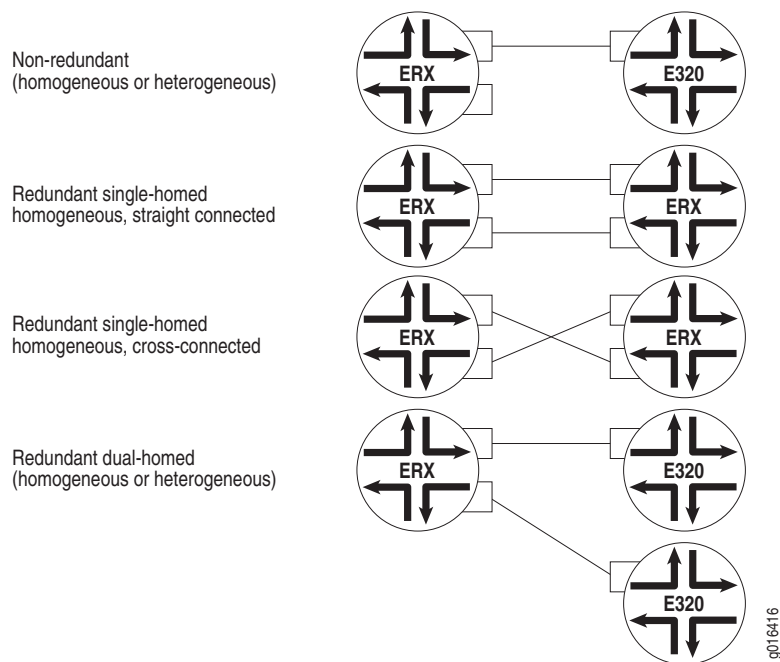 Non-redundant
(homogeneous or heterogeneous)
ERX
E320
Redundant single-homed
homogeneous, straight connected
ERX
ERX
Redundant single-homed
homogeneous, cross-connected
ERX
ERX
Redundant dual-homed
(homogeneous or heterogeneous)
ERX
E320
E320
g016416